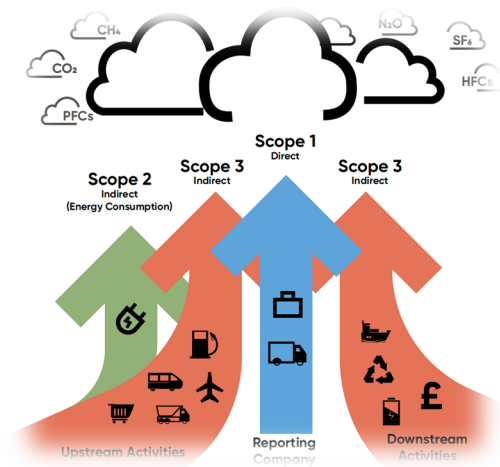 CH₄
N₂O
SF₆
CO₂
HFCs
PFCs
Scope 1
Direct
Scope 3
Indirect
Scope 3
Indirect
Scope 2
Indirect
(Energy Consumption)
£
Upstream Activities
Reporting
Company
Downstream
Activities